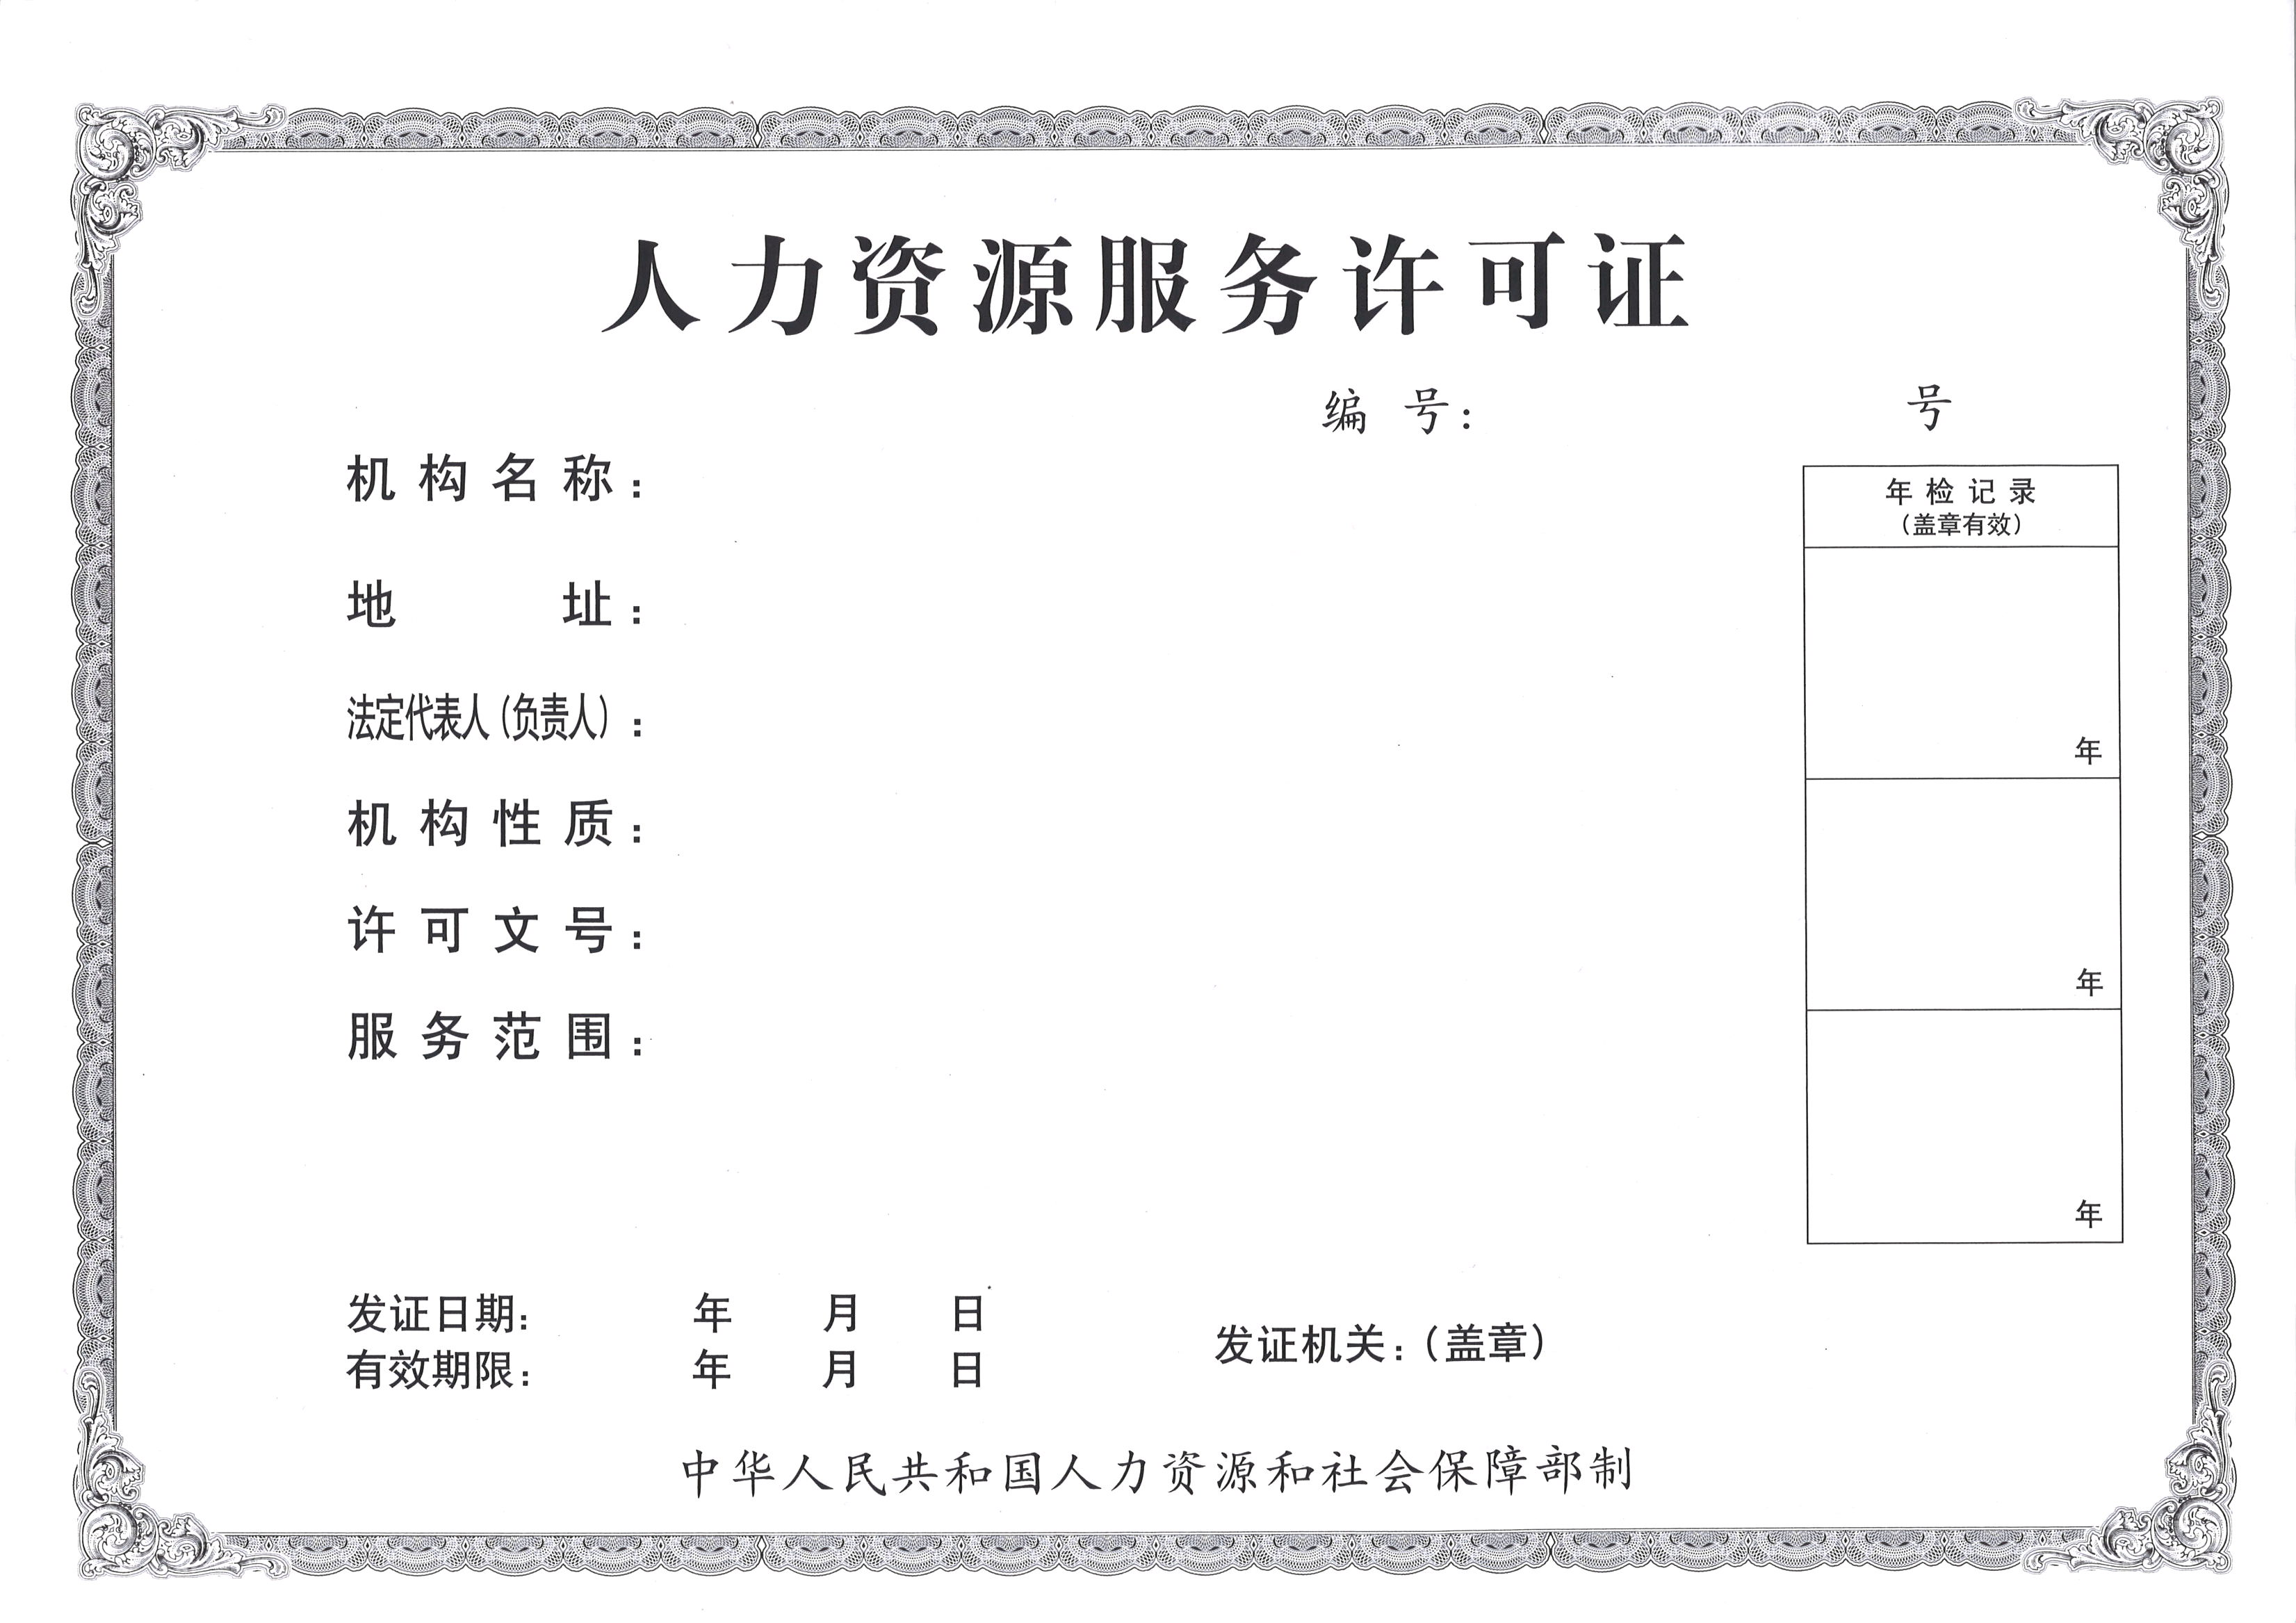 人力资源服务许可证
编 号： 号
机构名称：
年检记录
（盖章有效）
地 址：
法定代表人（负责人）：
年
机构性质：
许可文号：
年
服务范围：
年
发证日期： 年 月 日
发证机关：（盖章）
有效期限： 年 月 日
中华人民共和国人力资源和社会保障部制